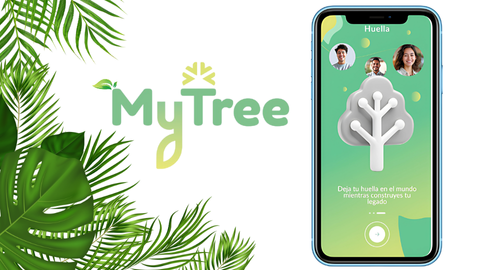 MyTree
Huella
Deja tu huella en el mundo
mientras construyes tu
legado